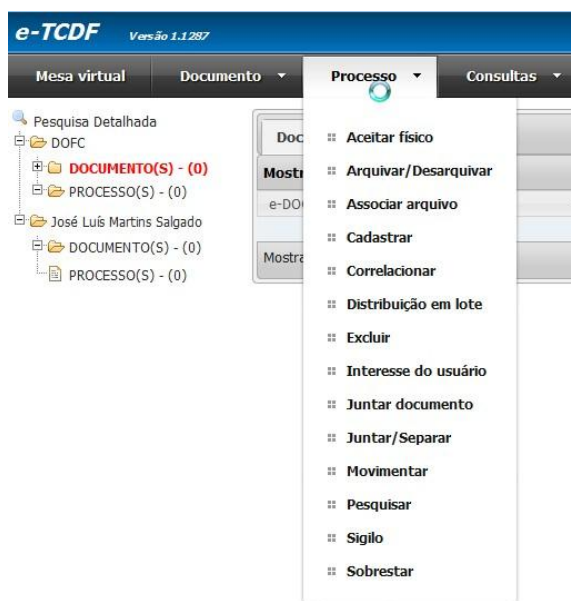 e-TCDF Versão 1.1287
Mesa virtual Documento Processo Consultas
Pesquisa Detalhada
DOFC
DOCUMENTO(S) - (0)
PROCESSO(S) - (0)
José Luís Martins Salgado
DOCUMENTO(S) - (0)
PROCESSO(S) - (0)
Doc
Mostr
e-DO
Mostra
Aceitar físico
Arquivar/Desarquivar
Associar arquivo
Cadastrar
Correlacionar
Distribuição em lote
Excluir
Interesse do usuário
Juntar documento
Juntar/Separar
Movimentar
Pesquisar
Sigilo
Sobrestar